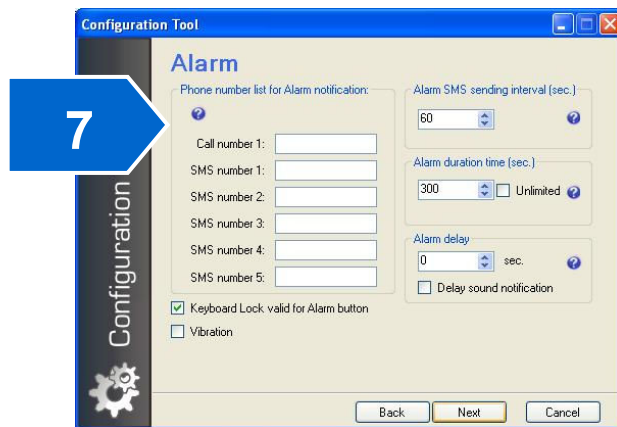 Configuration Tool
7
Configuration
Alarm
Phone number list for Alarm notification:
Call number 1:
SMS number 1:
SMS number 2:
SMS number 3:
SMS number 4:
SMS number 5:
Keyboard Lock valid for Alarm button
Vibration
Alarm SMS sending interval (sec.)
60
Alarm duration time (sec.)
300 Unlimited
Alarm delay
0 sec.
Delay sound notification
Back Next Cancel